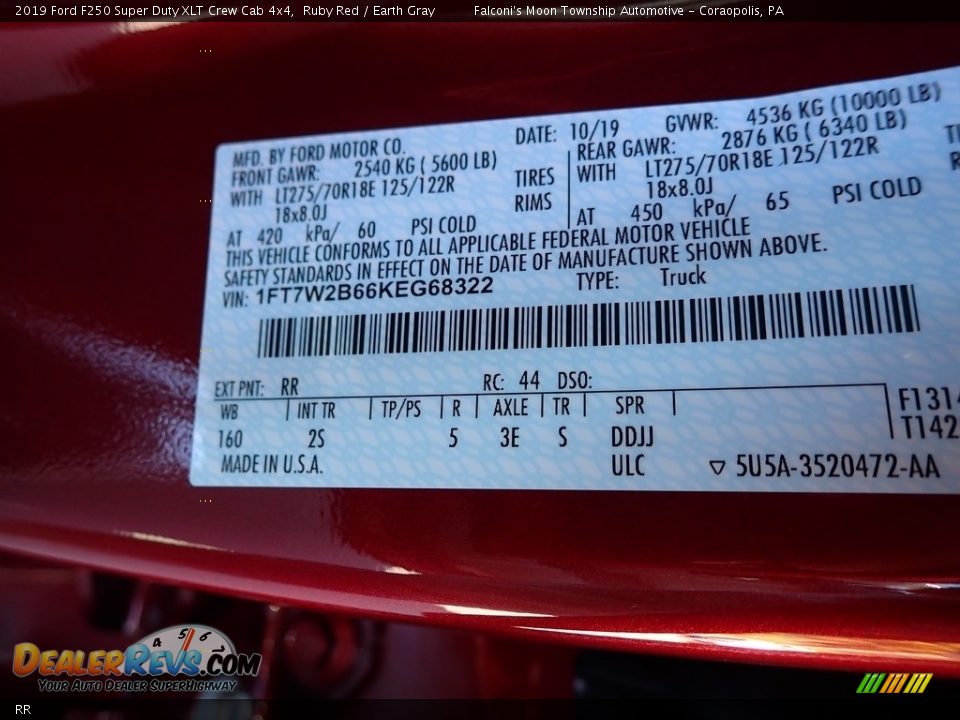 2019 Ford F250 Super Duty XLT Crew Cab 4x4, Ruby Red / Earth Gray Falconi's Moon Township Automotive - Coraopolis, PA
MFD. BY FORD MOTOR CO. DATE: 10/19 GVWR: 4536 KG (10000 LB)
FRONT GAWR: 2540 KG ( 5600 LB) REAR GAWR: 2876 KG ( 6340 LB)
WITH LT275/70R18E 125/122R TIRES WITH LT275/70R18E 125/122R
18x8.0J RIMS 18x8.0J
AT 420 kPa/ 60 PSI COLD AT 450 kPa/ 65 PSI COLD
THIS VEHICLE CONFORMS TO ALL APPLICABLE FEDERAL MOTOR VEHICLE
SAFETY STANDARDS IN EFFECT ON THE DATE OF MANUFACTURE SHOWN ABOVE.
VIN: 1FT7W2B66KEG68322 TYPE: Truck
EXT PNT: RR RC: 44 DSO:
WB INT TR TP/PS R AXLE TR SPR F1314
160 2S 5 3E S DDJJ T142
MADE IN U.S.A. ULC ▽ 5U5A-3520472-AA
4 5 6
DEALERREVS.COM
YOUR AUTO DEALER SUPERHIGHWAY
RR